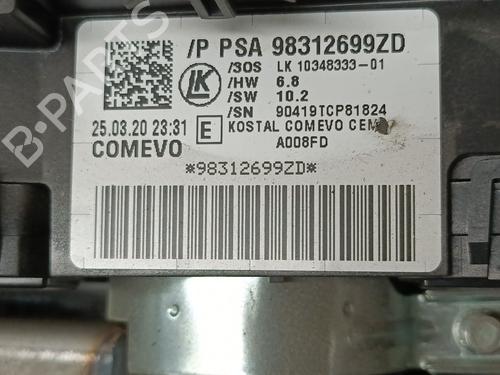 /P PSA 98312699ZD
/SOS LK 10348333-01
/HW 6.8
/SW 10.2
/SN 90419TCP81824
25.03.20 23:31 E KOSTAL COMEVO CEM
COMEVO A008FD
*98312699ZD*
B-PARTS